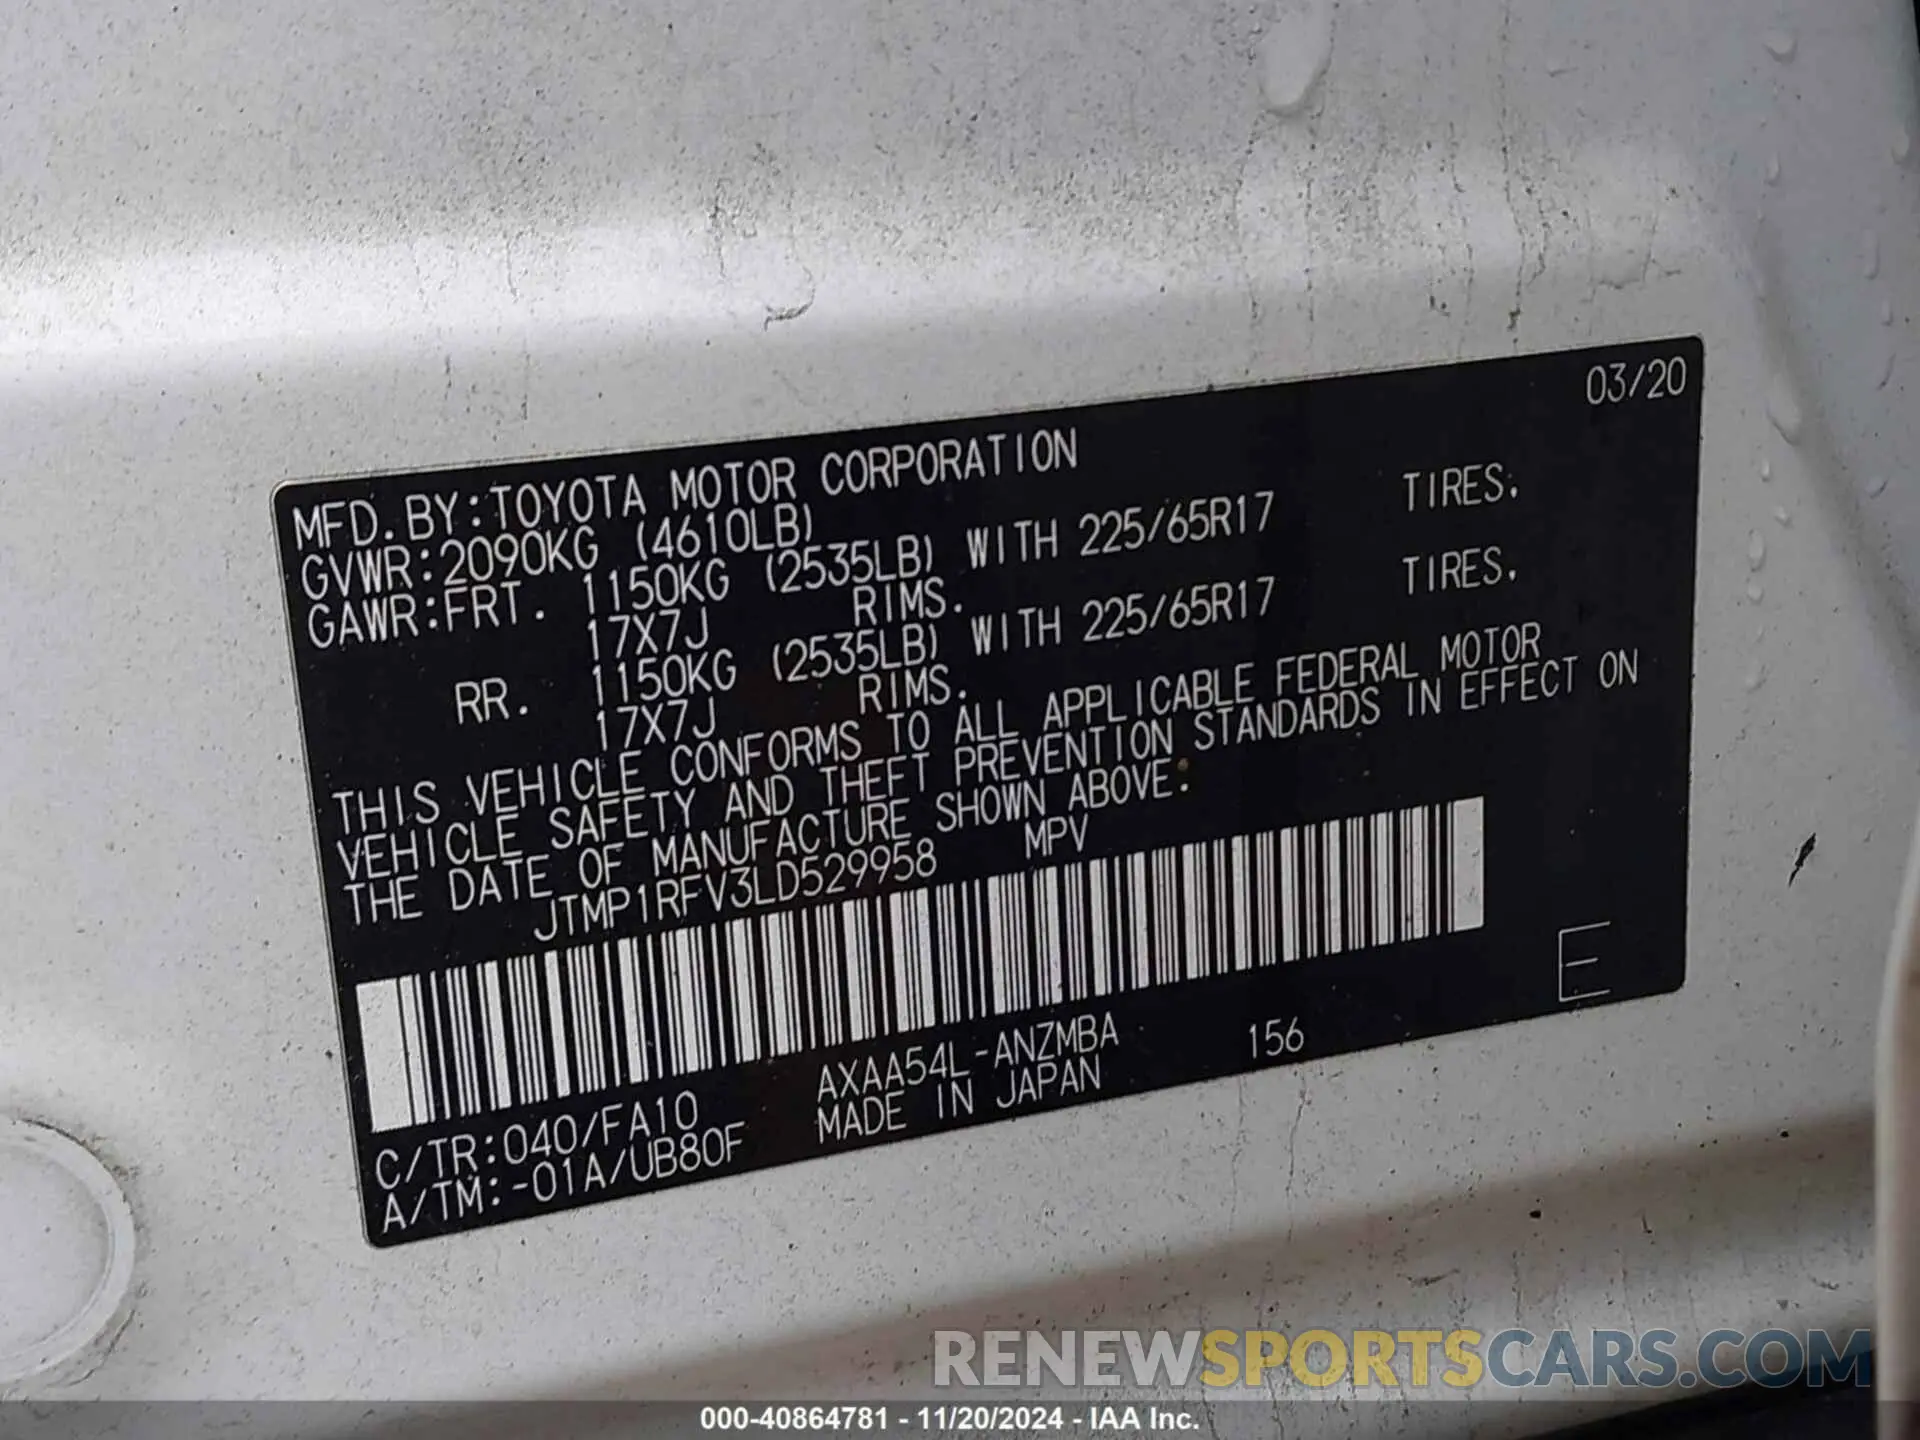 03/20
MFD. BY: TOYOTA MOTOR CORPORATION
GVWR: 2090KG (4610LB)
GAWR: FRT. 1150KG (2535LB) WITH 225/65R17 TIRES.
17X7J RIMS.
RR. 1150KG (2535LB) WITH 225/65R17 TIRES.
17X7J RIMS.
THIS VEHICLE CONFORMS TO ALL APPLICABLE FEDERAL MOTOR
VEHICLE SAFETY AND THEFT PREVENTION STANDARDS IN EFFECT ON
THE DATE OF MANUFACTURE SHOWN ABOVE:
JTMP1RFV3LD529958 MPV
E
AXAA54L-ANZMBA 156
C/TR: 040/FA10 MADE IN JAPAN
A/TM: -01A/UB80F
RENEWSPORTSCARS.COM
000-40864781 - 11/20/2024 - IAA Inc.